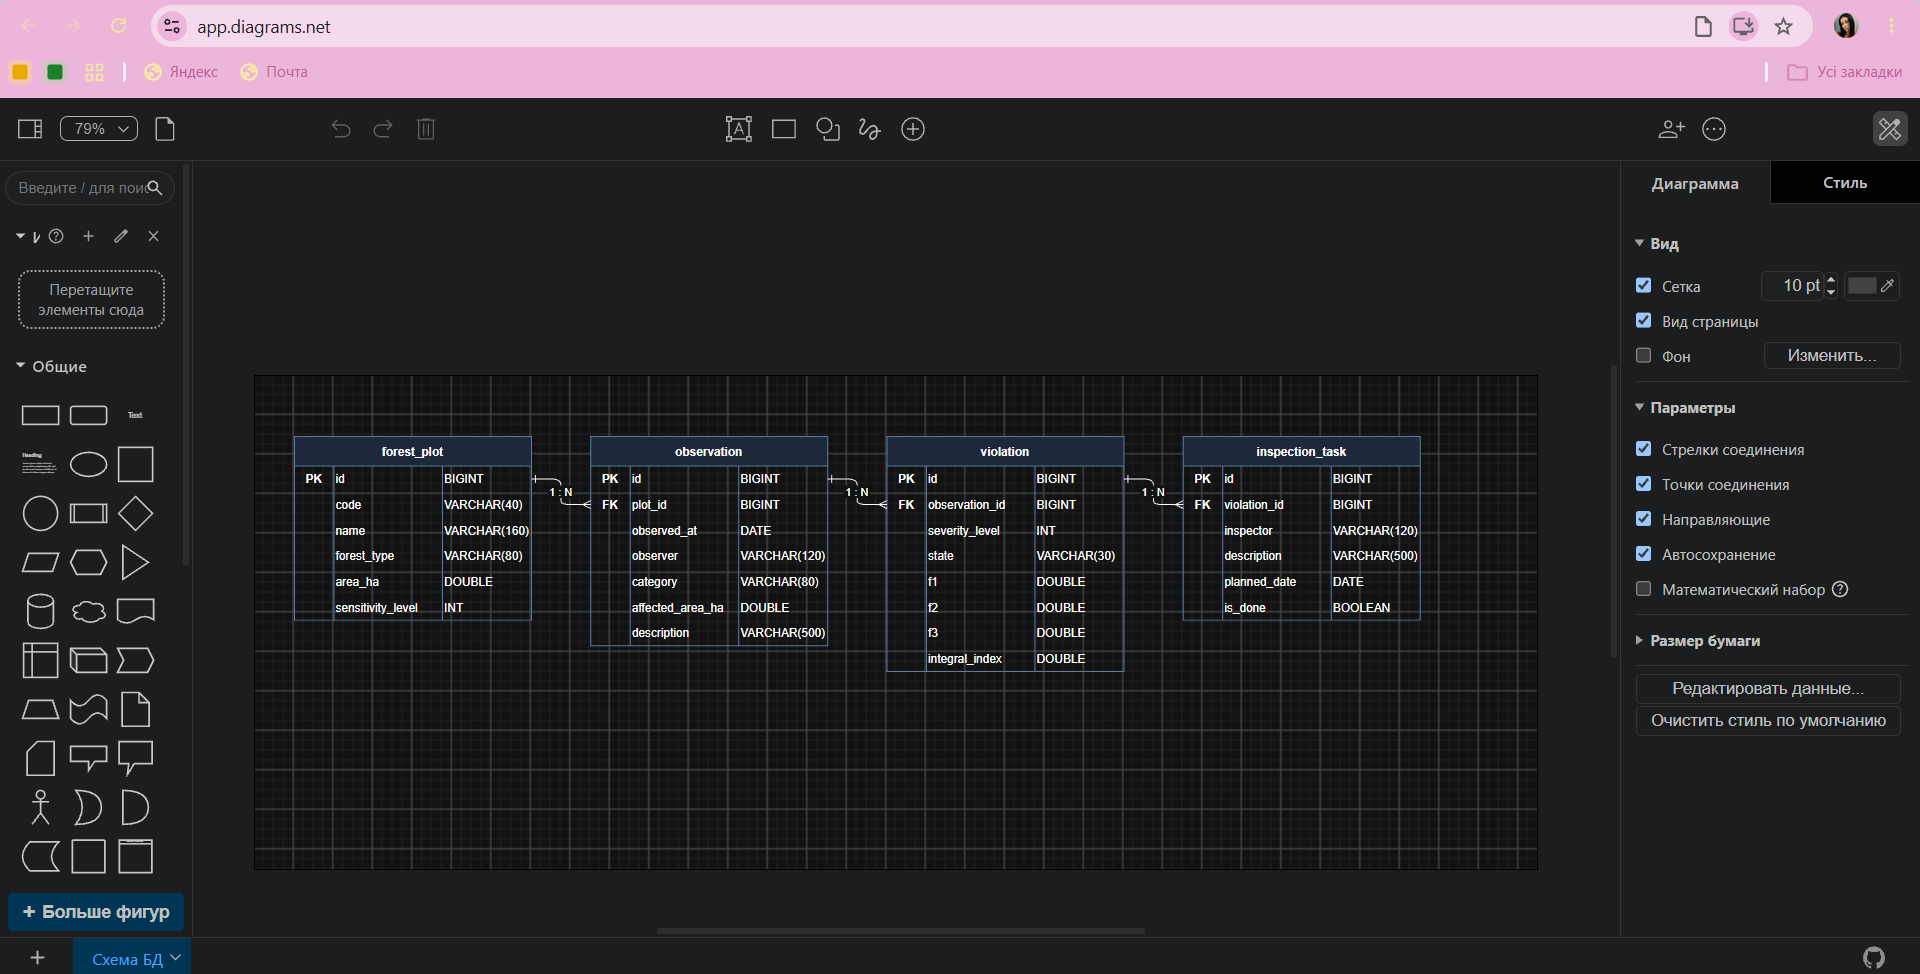 app.diagrams.net
Яндекс
Почта
Усі закладки
79%
Введите / для поис
Перетащите
элементы сюда
Общие
Text
Heading
Больше фигур
Схема БД
forest_plot
PK id BIGINT
code VARCHAR(40)
name VARCHAR(160)
forest_type VARCHAR(80)
area_ha DOUBLE
sensitivity_level INT
1 : N
observation
PK id BIGINT
FK plot_id BIGINT
observed_at DATE
observer VARCHAR(120)
category VARCHAR(80)
affected_area_ha DOUBLE
description VARCHAR(500)
1 : N
violation
PK id BIGINT
FK observation_id BIGINT
severity_level INT
state VARCHAR(30)
f1 DOUBLE
f2 DOUBLE
f3 DOUBLE
integral_index DOUBLE
1 : N
inspection_task
PK id BIGINT
FK violation_id BIGINT
inspector VARCHAR(120)
description VARCHAR(500)
planned_date DATE
is_done BOOLEAN
Диаграмма
Стиль
Вид
Сетка 10 pt
Вид страницы
Фон Изменить...
Параметры
Стрелки соединения
Точки соединения
Направляющие
Автосохранение
Математический набор
Размер бумаги
Редактировать данные...
Очистить стиль по умолчанию